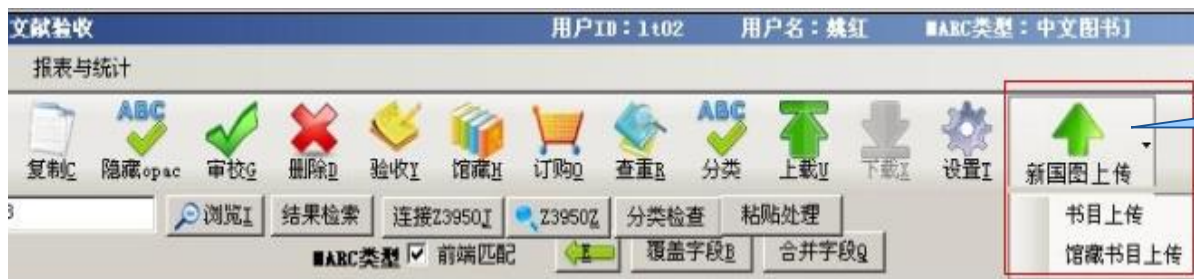 文献验收 用户ID：lt02 用户名：姚红 MARC类型：中文图书]
报表与统计
复制C 隐藏opac 审校G 删除D 验收Y 馆藏H 订购O 查重R 分类 上载U 下载X 设置T 新国图上传
浏览I 结果检索 连接Z3950J Z3950Z 分类检查 粘贴处理 书目上传
MARC类型 前端匹配 覆盖字段B 合并字段Q 馆藏书目上传